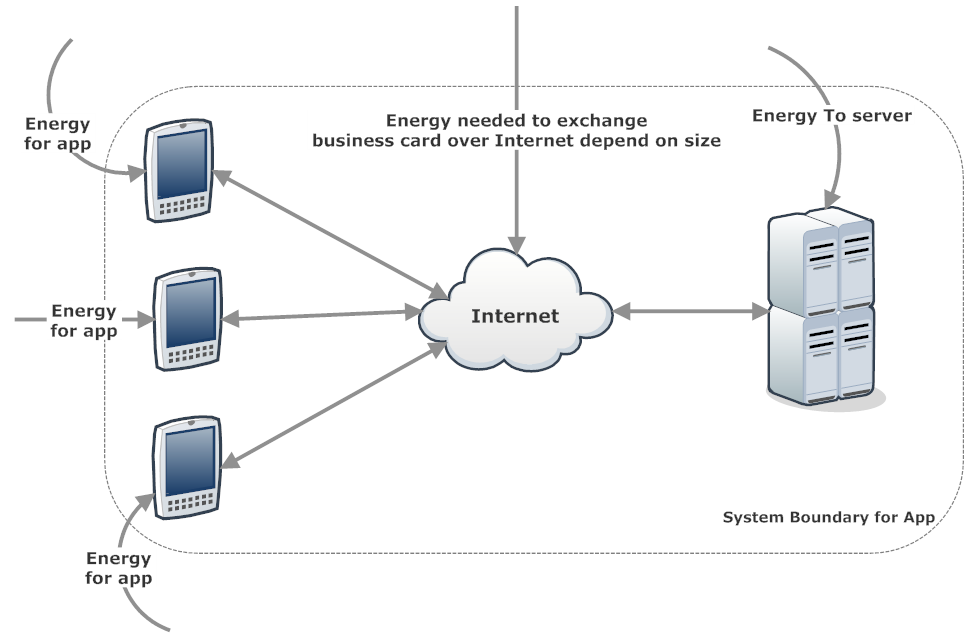 Energy needed to exchange
business card over Internet depend on size
Energy To server
Energy
for app
Energy
for app
Internet
System Boundary for App
Energy
for app